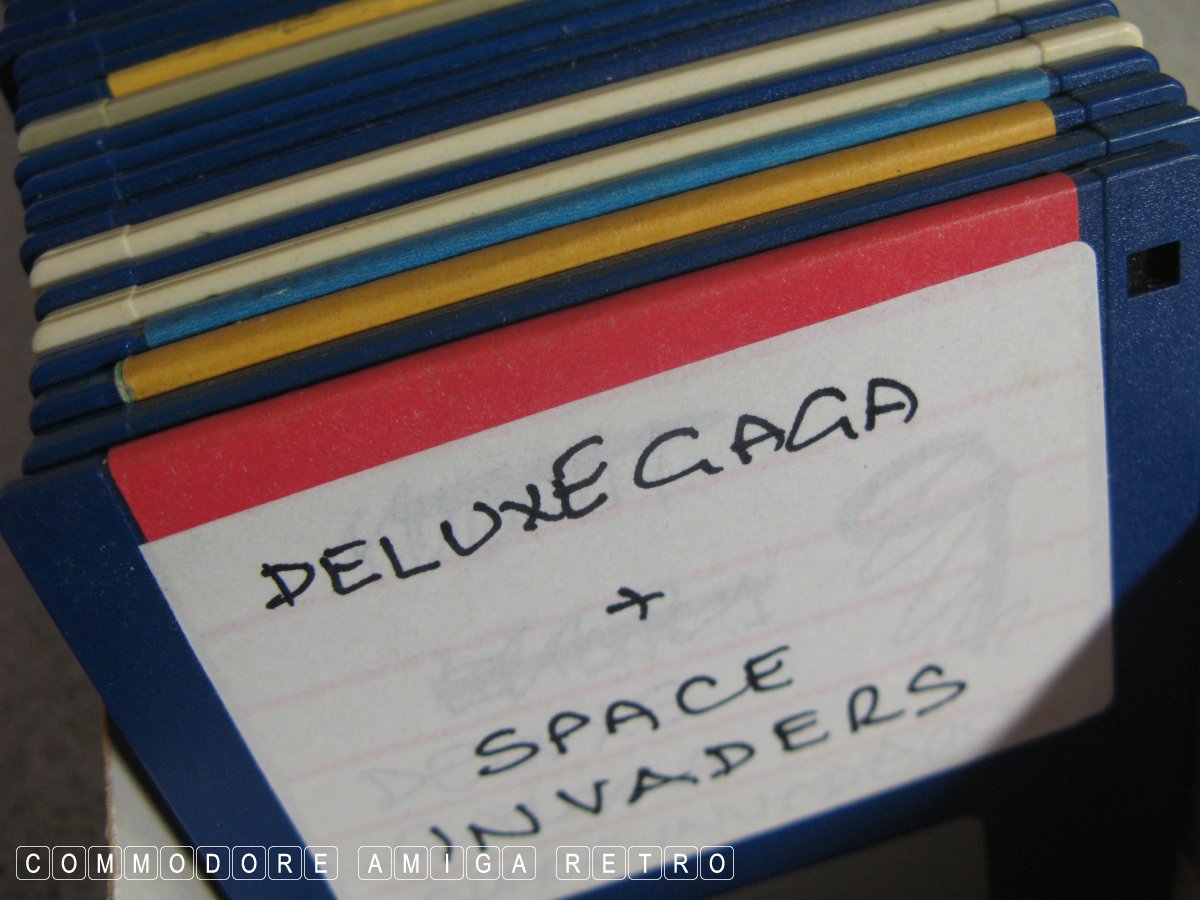 DELUXE GAGA
+
SPACE
INVADERS
COMMODORE AMIGA RETRO